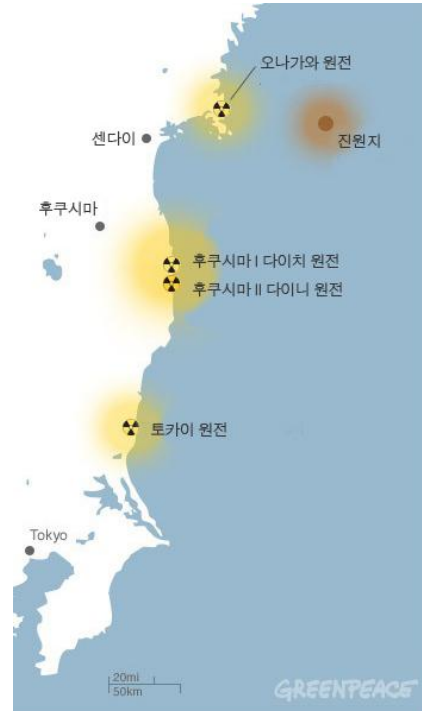 오나가와 원전
진원지
센다이
후쿠시마
후쿠시마 I 다이치 원전
후쿠시마 II 다이니 원전
토카이 원전
Tokyo
20mi
50km
GREENPEACE